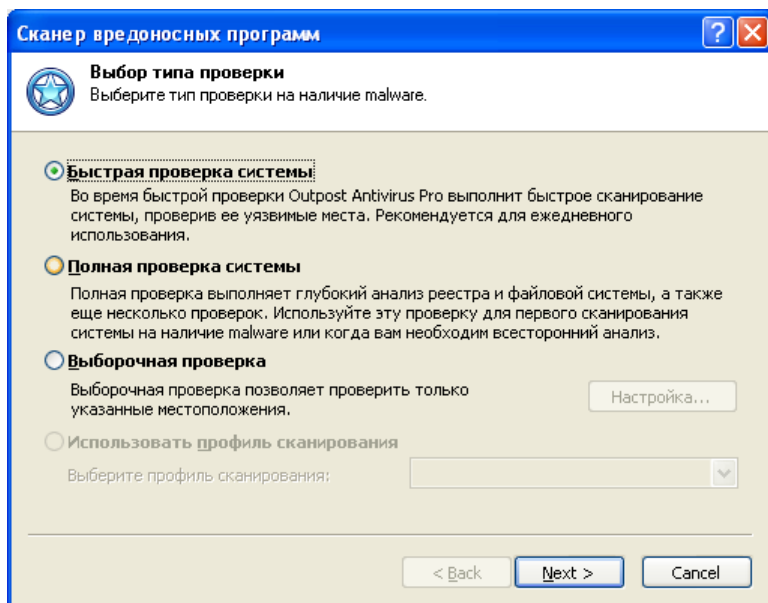 Сканер вредоносных программ
Выбор типа проверки
Выберите тип проверки на наличие malware.
Быстрая проверка системы
Во время быстрой проверки Outpost Antivirus Pro выполнит быстрое сканирование
системы, проверив ее уязвимые места. Рекомендуется для ежедневного
использования.
Полная проверка системы
Полная проверка выполняет глубокий анализ реестра и файловой системы, а также
еще несколько проверок. Используйте эту проверку для первого сканирования
системы на наличие malware или когда вам необходим всесторонний анализ.
Выборочная проверка
Выборочная проверка позволяет проверить только
указанные местоположения.
Настройка...
Использовать профиль сканирования
Выберите профиль сканирования:
< Back
Next >
Cancel